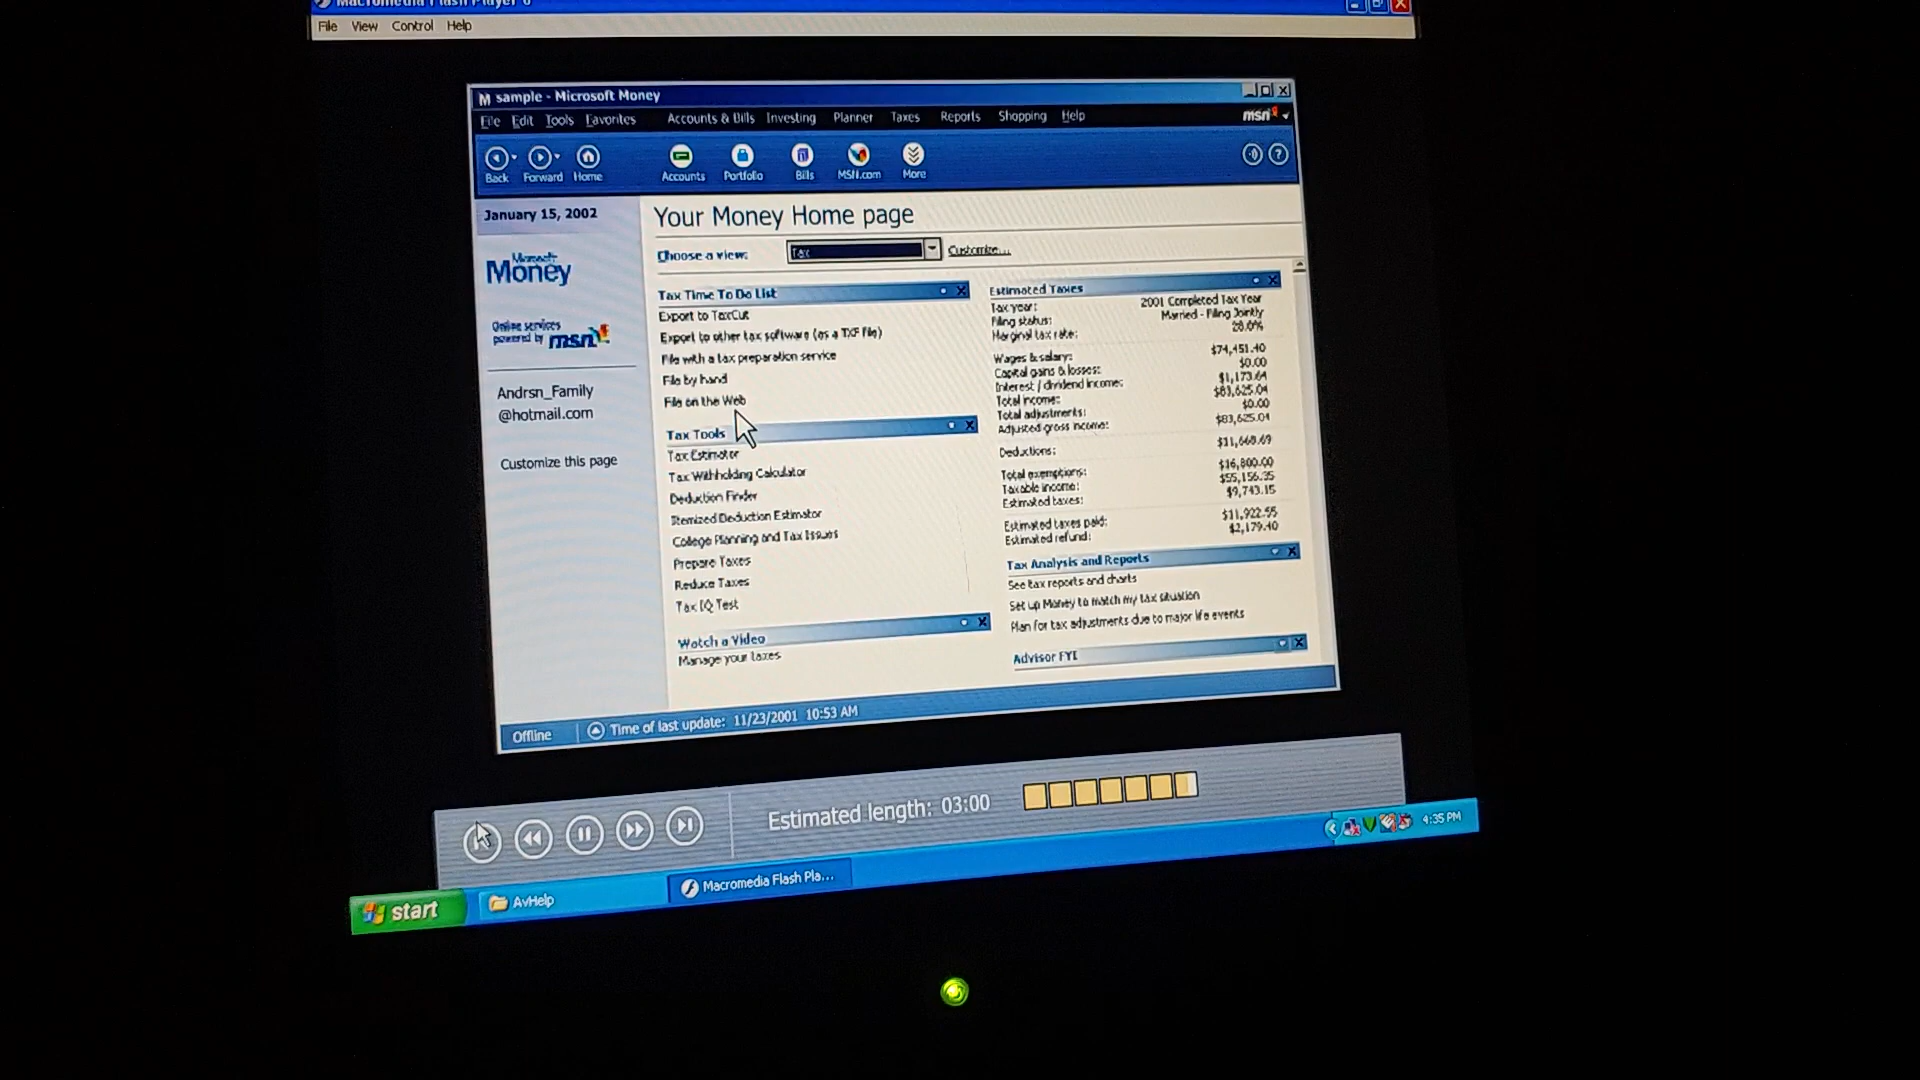 Macromedia Flash Player 6
File View Control Help
sample - Microsoft Money
File Edit Tools Favorites Accounts & Bills Investing Planner Taxes Reports Shopping Help
msn
Back Forward Home Accounts Portfolio Bills MSN.com More
January 15, 2002
Your Money Home page
Choose a view: Tax Customize...
Microsoft
Money
Online services
powered by msn
Andrsn_Family
@hotmail.com
Customize this page
Tax Time To Do List
Export to TaxCut
Export to other tax software (as a TXF file)
File with a tax preparation service
File by hand
File on the Web
Tax Tools
Tax Estimator
Tax Withholding Calculator
Deduction Finder
Itemized Deduction Estimator
College Planning and Tax Issues
Prepare Taxes
Reduce Taxes
Tax IQ Test
Watch a Video
Manage your taxes
Estimated Taxes
Tax year: 2001 Completed Tax Year
Filing status: Married - Filing Jointly
Marginal tax rate: 28.0%
Wages & salary: $74,451.40
Capital gains & losses: $0.00
Interest / dividend income: $1,173.64
Total income: $83,625.04
Total adjustments: $0.00
Adjusted gross income: $83,625.04
Deductions: $11,668.69
Total exemptions: $16,800.00
Taxable income: $55,156.35
Estimated taxes: $9,743.15
Estimated taxes paid: $11,922.55
Estimated refund: $2,179.40
Tax Analysis and Reports
See tax reports and charts
Set up Money to match my tax situation
Plan for tax adjustments due to major life events
Advisor FYI
Offline Time of last update: 11/23/2001 10:53 AM
Estimated length: 03:00
start AvHelp Macromedia Flash Pla... 4:35 PM